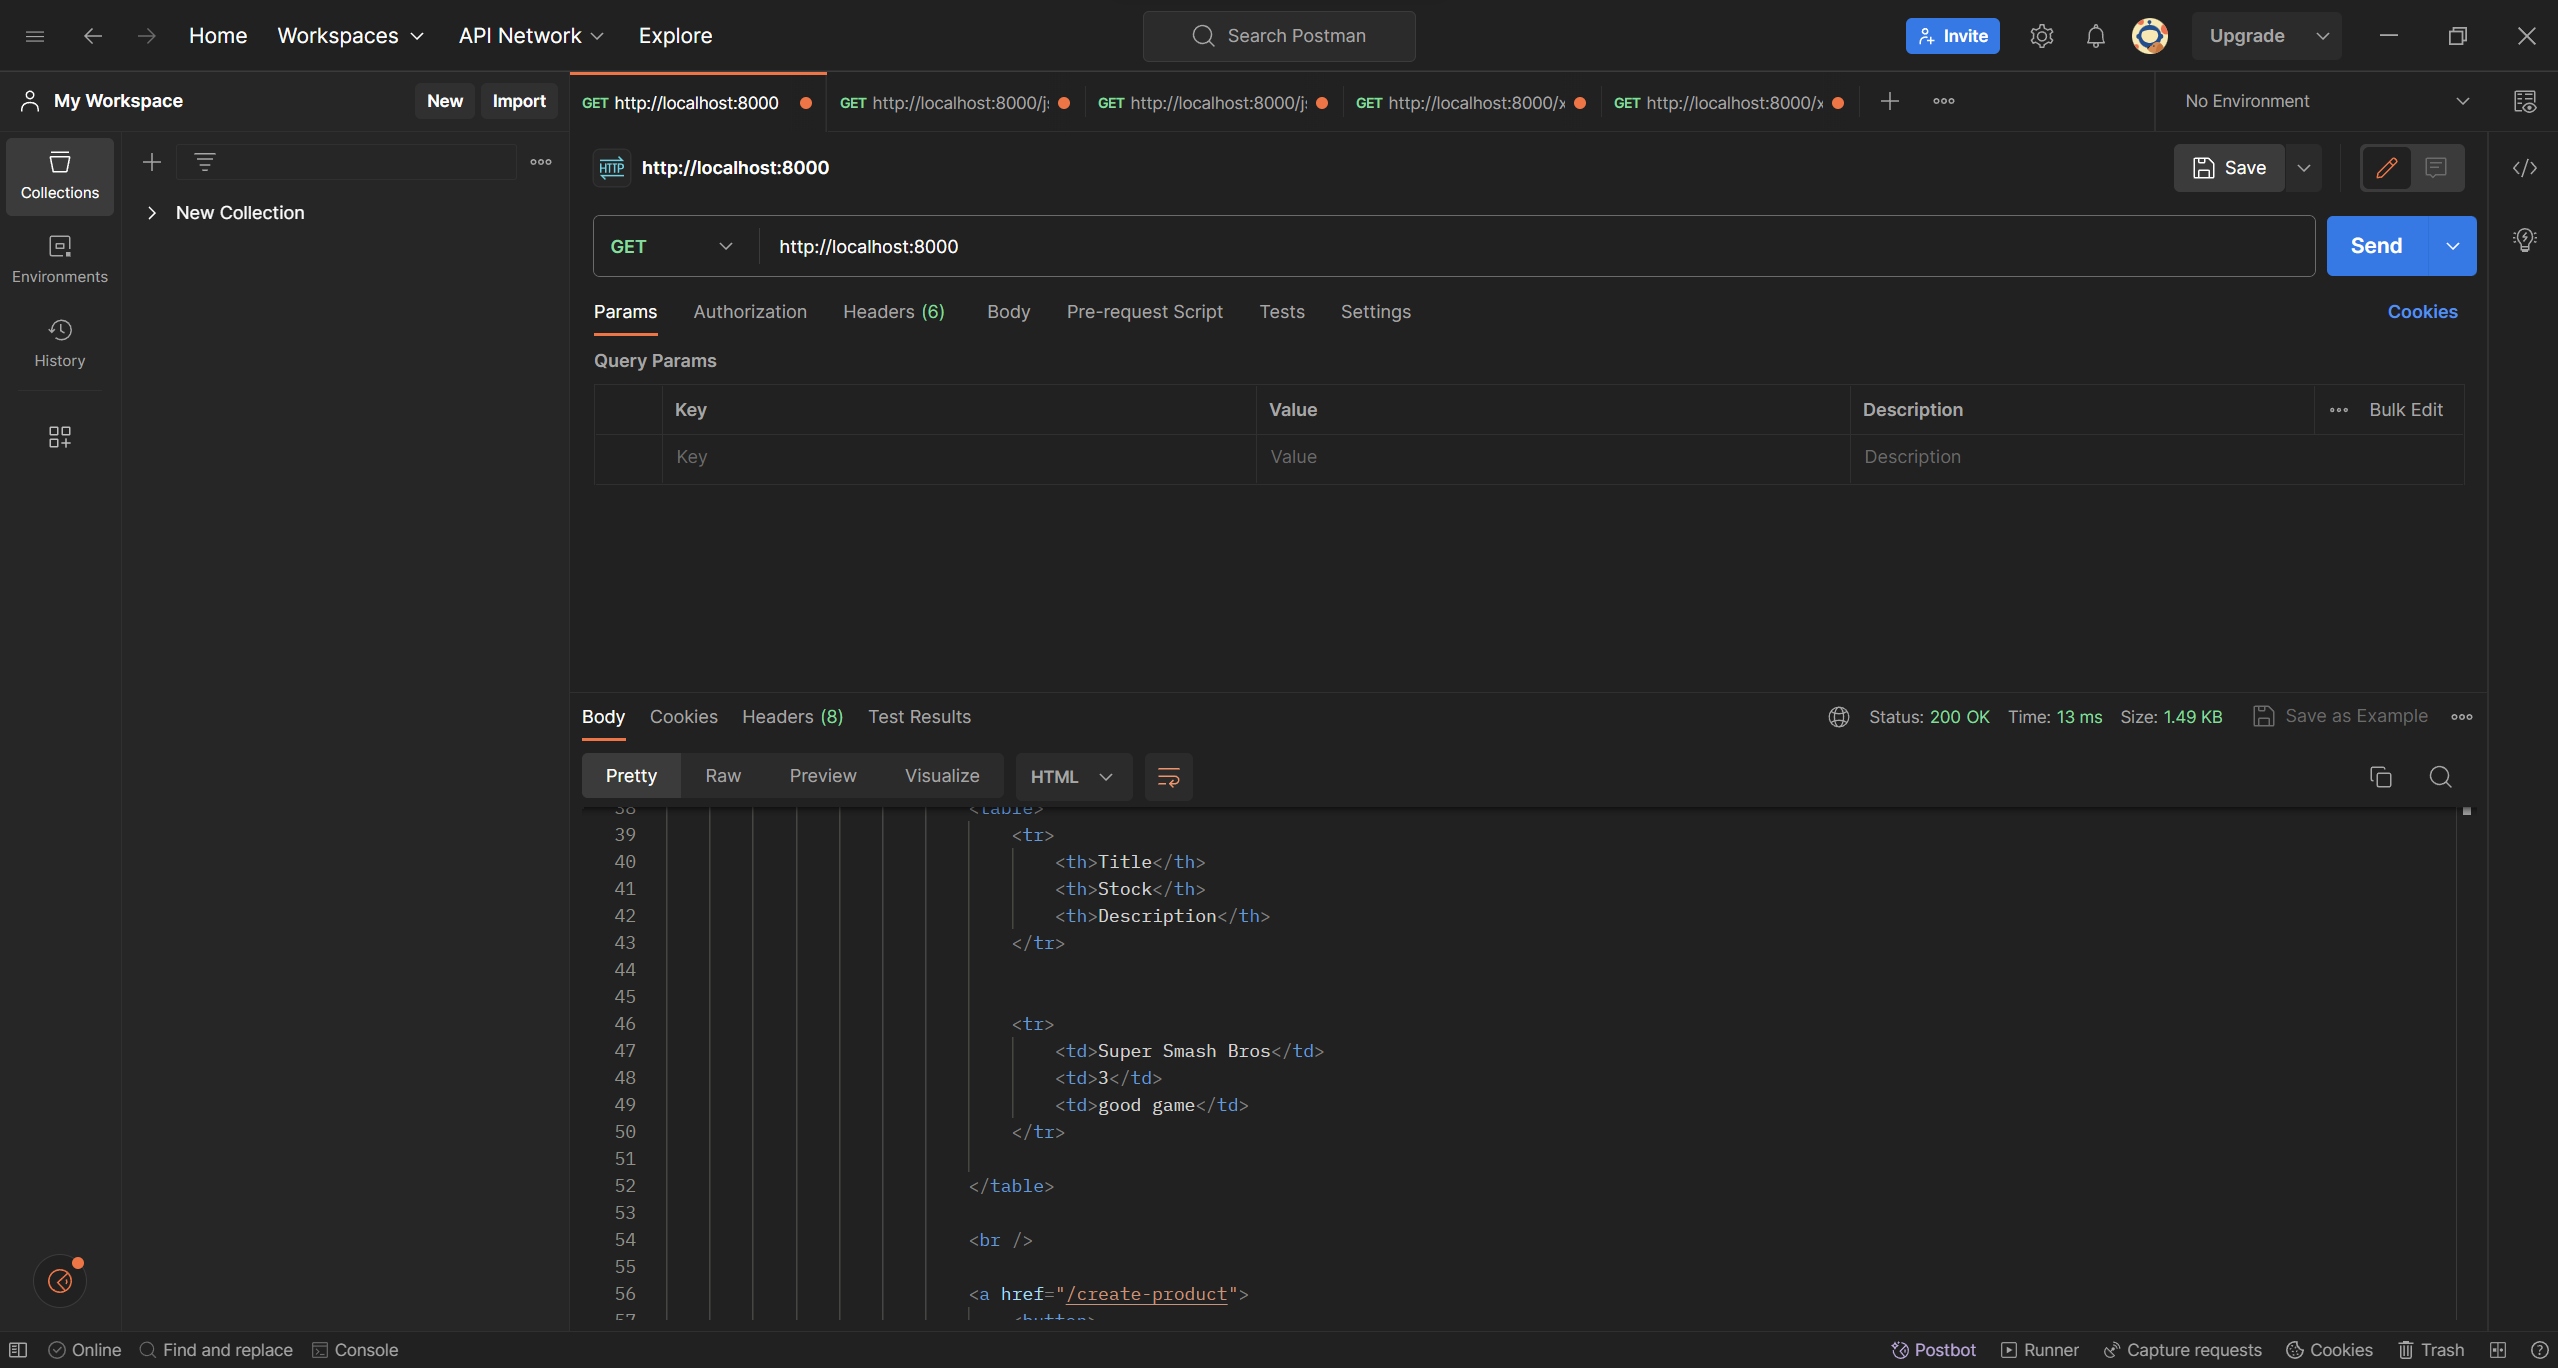 Home Workspaces API Network Explore Search Postman Invite Upgrade
My Workspace New Import GET http://localhost:8000 GET http://localhost:8000/j GET http://localhost:8000/j GET http://localhost:8000/x GET http://localhost:8000/x No Environment
Collections
New Collection
Environments
History
HTTP http://localhost:8000 Save
GET http://localhost:8000 Send
Params Authorization Headers (6) Body Pre-request Script Tests Settings Cookies
Query Params
Key Value Description Bulk Edit
Key Value Description
Body Cookies Headers (8) Test Results Status: 200 OK Time: 13 ms Size: 1.49 KB Save as Example
Pretty Raw Preview Visualize HTML
38 <table>
39 <tr>
40 <th>Title</th>
41 <th>Stock</th>
42 <th>Description</th>
43 </tr>
44
45
46 <tr>
47 <td>Super Smash Bros</td>
48 <td>3</td>
49 <td>good game</td>
50 </tr>
51
52 </table>
53
54 <br />
55
56 <a href="/create-product">
57 <button>
Online Find and replace Console Postbot Runner Capture requests Cookies Trash